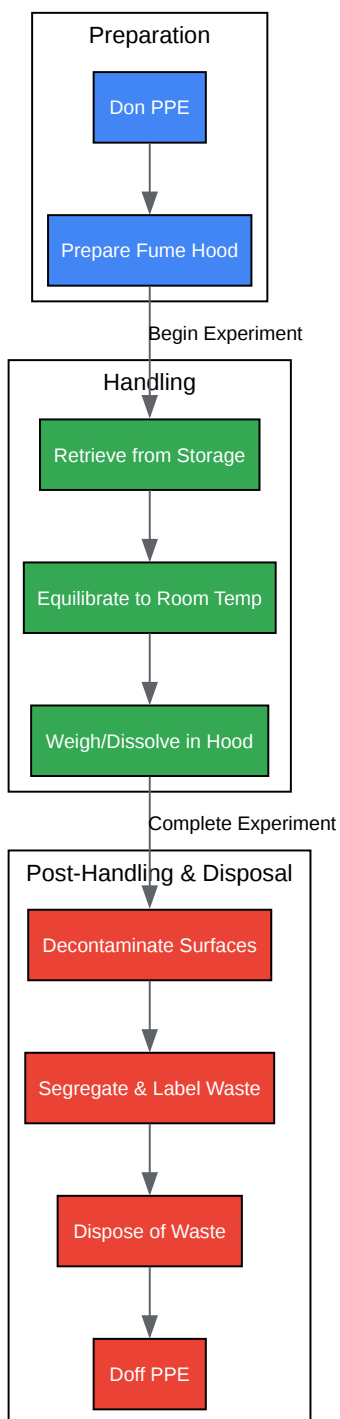 Preparation
Don PPE
Prepare Fume Hood
Begin Experiment
Handling
Retrieve from Storage
Equilibrate to Room Temp
Weigh/Dissolve in Hood
Complete Experiment
Post-Handling & Disposal
Decontaminate Surfaces
Segregate & Label Waste
Dispose of Waste
Doff PPE